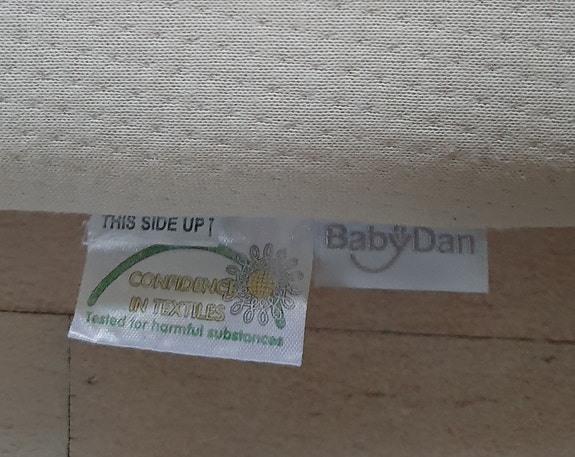 THIS SIDE UP
CONFIDENCE
IN TEXTILES
Tested for harmful substances
BabyDan